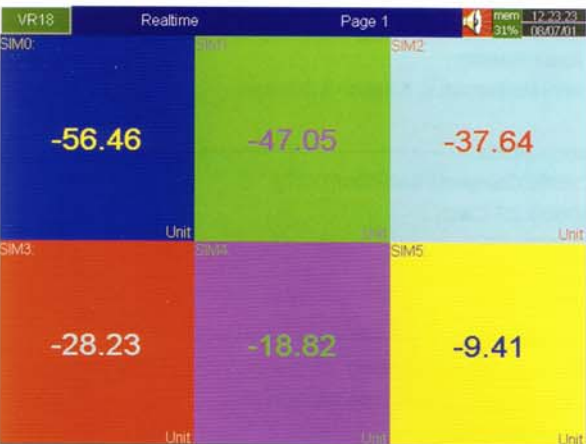 VR18 Realtime Page 1 mem 12:23:23
31% 08/07/01
SIM0: SIM1: SIM2:
-56.46 -47.05 -37.64
Unit Unit Unit
SIM3: SIM4: SIM5:
-28.23 -18.82 -9.41
Unit Unit Unit